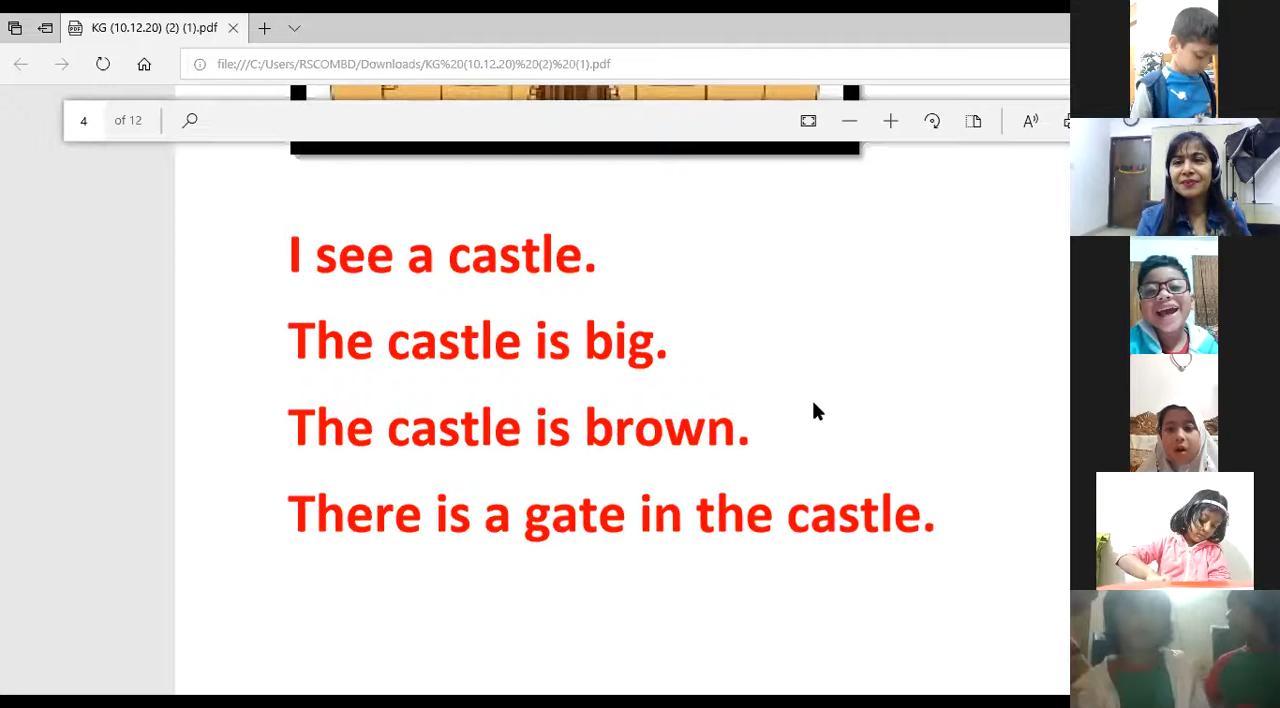 KG (10.12.20) (2) (1).pdf
file:///C:/Users/RSCOMBD/Downloads/KG%20(10.12.20)%20(2)%20(1).pdf
4 of 12
I see a castle.
The castle is big.
The castle is brown.
There is a gate in the castle.